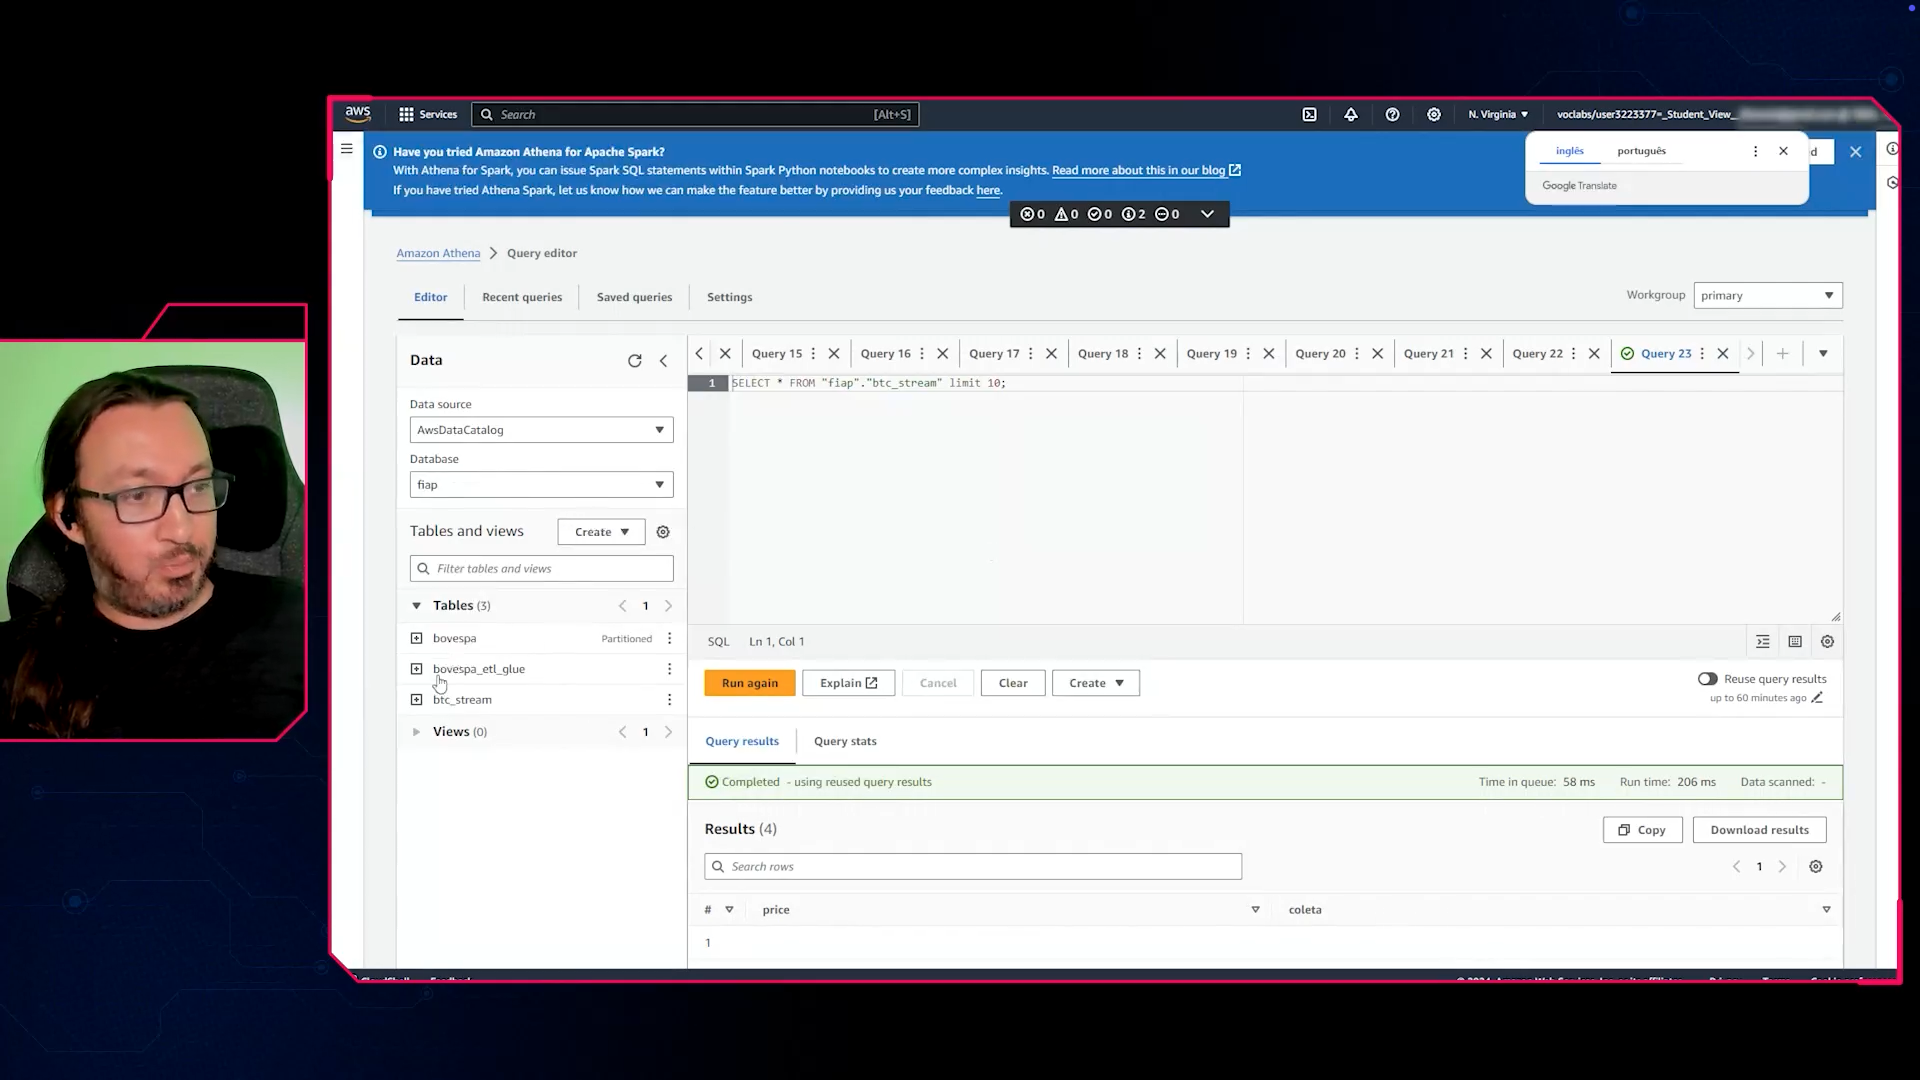 aws
Services
Search
[Alt+S]
N. Virginia
voclabs/user3223377=_Student_View_
Have you tried Amazon Athena for Apache Spark?
With Athena for Spark, you can issue Spark SQL statements within Spark Python notebooks to create more complex insights. Read more about this in our blog
If you have tried Athena Spark, let us know how we can make the feature better by providing us your feedback here.
inglês
português
d
Google Translate
0 0 0 2 0
Amazon Athena
Query editor
Editor
Recent queries
Saved queries
Settings
Workgroup
primary
Data
Query 15
Query 16
Query 17
Query 18
Query 19
Query 20
Query 21
Query 22
Query 23
1 SELECT * FROM "fiap"."btc_stream" limit 10;
Data source
AwsDataCatalog
Database
fiap
Tables and views
Create
Filter tables and views
Tables (3)
1
bovespa
Partitioned
bovespa_etl_glue
btc_stream
Views (0)
1
SQL
Ln 1, Col 1
Run again
Explain
Cancel
Clear
Create
Reuse query results
up to 60 minutes ago
Query results
Query stats
Completed - using reused query results
Time in queue: 58 ms
Run time: 206 ms
Data scanned: -
Results (4)
Copy
Download results
Search rows
1
#
price
coleta
1